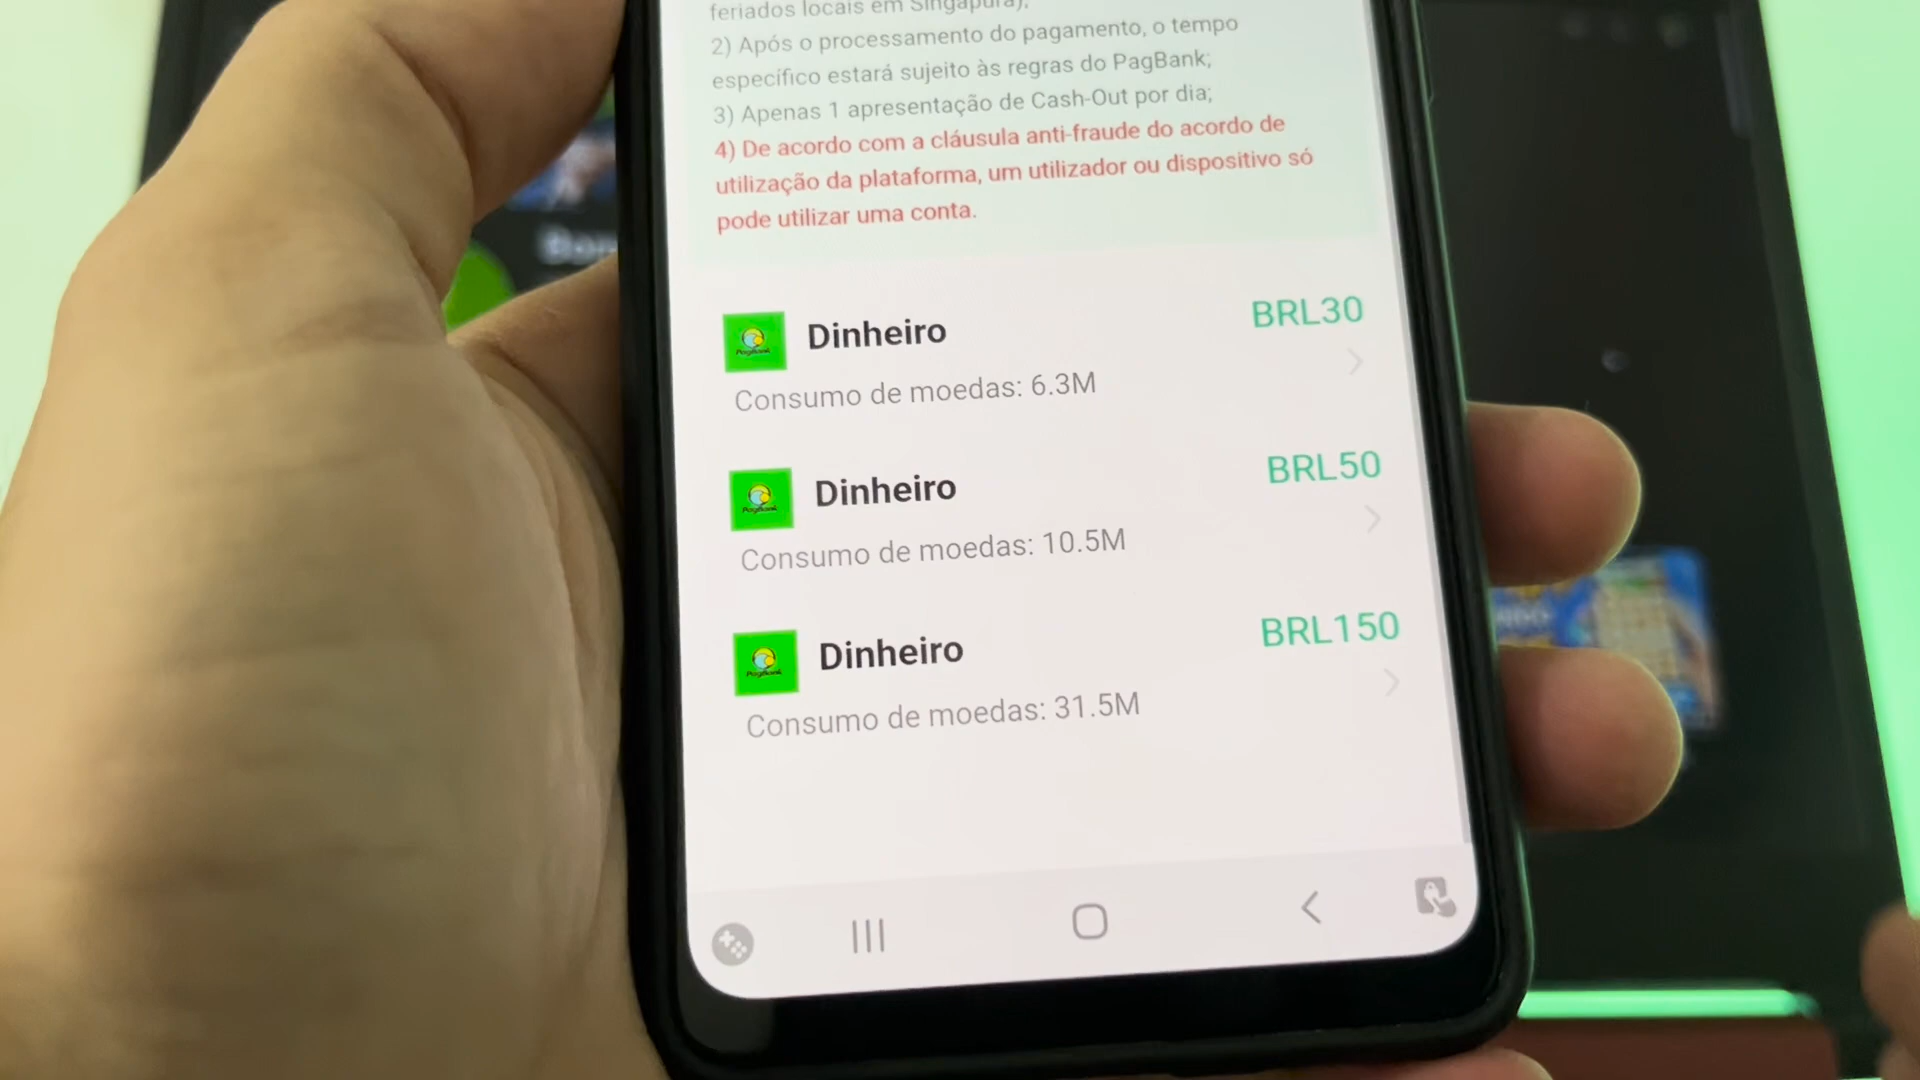 feriados locais em Singapura);
2) Após o processamento do pagamento, o tempo
específico estará sujeito às regras do PagBank;
3) Apenas 1 apresentação de Cash-Out por dia;
4) De acordo com a cláusula anti-fraude do acordo de
utilização da plataforma, um utilizador ou dispositivo só
pode utilizar uma conta.
PagBank
Dinheiro
BRL30
Consumo de moedas: 6.3M
PagBank
Dinheiro
BRL50
Consumo de moedas: 10.5M
PagBank
Dinheiro
BRL150
Consumo de moedas: 31.5M